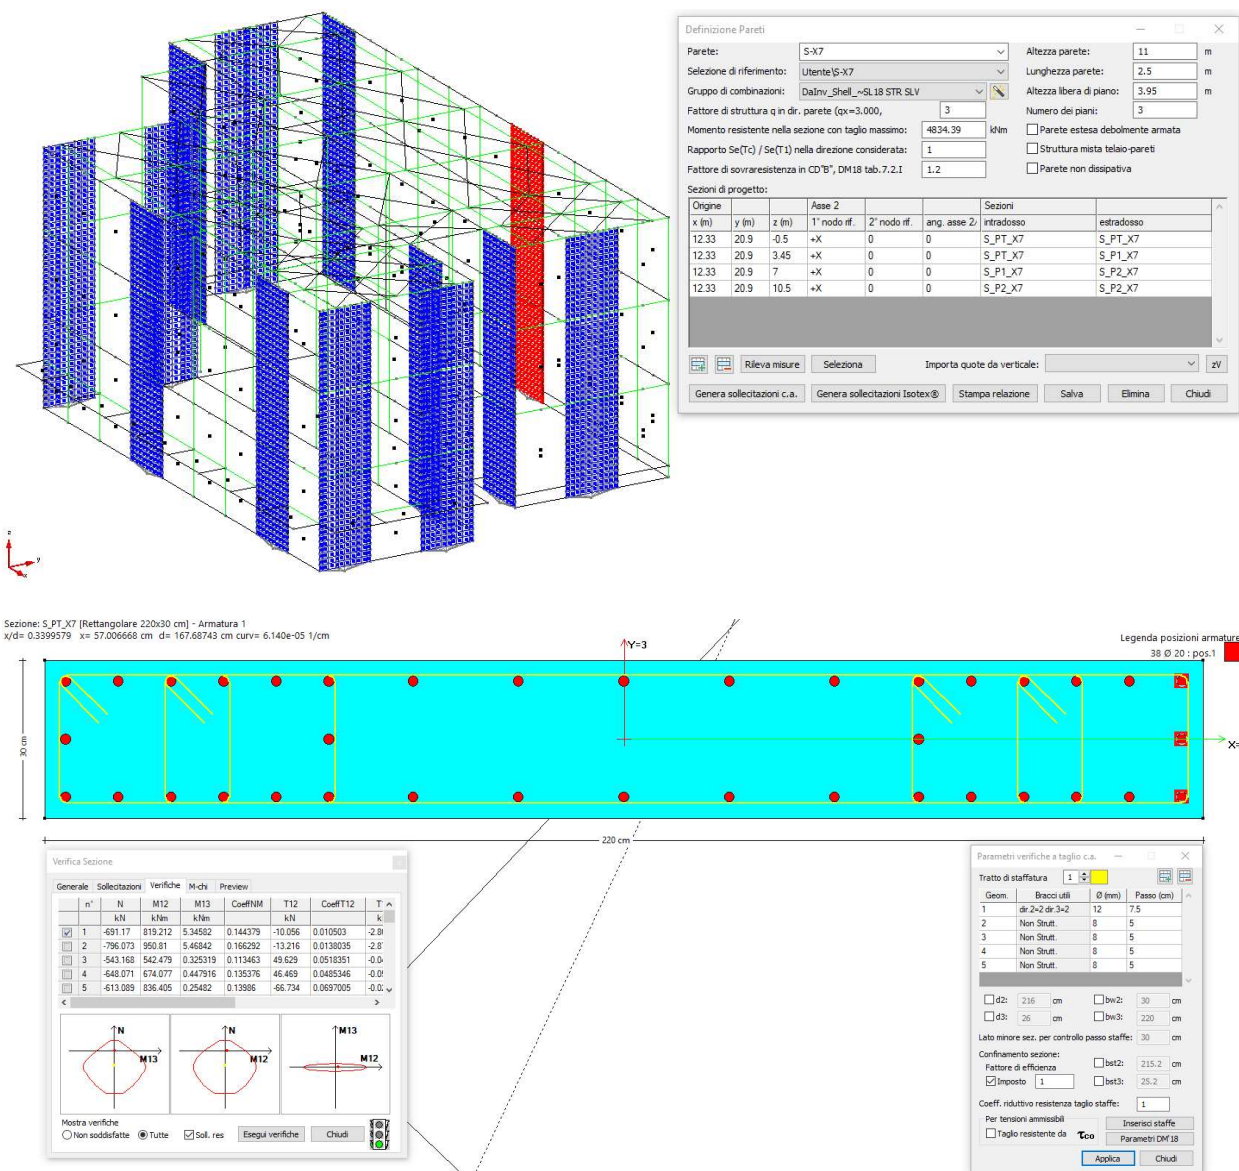 Definizione Pareti
Parete: S-X7 Altezza parete: 11 m
Selezione di riferimento: Utente\S-X7 Lunghezza parete: 2.5 m
Gruppo di combinazioni: DaInv_Shell_~SL18 STR SLV Altezza libera di piano: 3.95 m
Fattore di struttura q in dir. parete (qx=3.000, 3 Numero dei piani: 3
Momento resistente nella sezione con taglio massimo: 4834.39 kNm Parete estesa debolmente armata
Rapporto Se(Tc) / Se(T1) nella direzione considerata: 1 Struttura mista telaio-pareti
Fattore di sovraresistenza in CD"B", DM18 tab.7.2.I 1.2 Parete non dissipativa
Sezioni di progetto:
Origine Asse 2 Sezioni
x (m) y (m) z (m) 1° nodo rif. 2° nodo rif. ang. asse 2/ intradosso estradosso
12.33 20.9 -0.5 +X 0 0 S_PT_X7 S_PT_X7
12.33 20.9 3.45 +X 0 0 S_PT_X7 S_P1_X7
12.33 20.9 7 +X 0 0 S_P1_X7 S_P2_X7
12.33 20.9 10.5 +X 0 0 S_P2_X7 S_P2_X7
Rileva misure Seleziona Importa quote da verticale: zV
Genera sollecitazioni c.a. Genera sollecitazioni Isotex® Stampa relazione Salva Elimina Chiudi
z
y
x
Sezione: S_PT_X7 [Rettangolare 220x30 cm] - Armatura 1
x/d= 0.3399579 x= 57.006668 cm d= 167.68743 cm curv= 6.140e-05 1/cm
Y=3
Legenda posizioni armature
38 Ø 20 : pos.1
30 cm
X=
220 cm
Verifica Sezione
Generale Sollecitazioni Verifiche M-chi Preview
n° N M12 M13 CoeffNM T12 CoeffT12 T
kN kNm kNm kN k
1 -691.17 819.212 5.34582 0.144379 -10.056 0.010503 -2.8
2 -796.073 950.81 5.46842 0.166292 -13.216 0.0138035 -2.8
3 -543.168 542.479 0.325319 0.113463 49.629 0.0518351 -0.0
4 -648.071 674.077 0.447916 0.135376 46.469 0.0485346 -0.0
5 -613.089 836.405 0.25482 0.13986 -66.734 0.0697005 -0.0
N M13 N M12 M13 M12
Mostra verifiche
Non soddisfatte Tutte Soll. res Esegui verifiche Chiudi
Parametri verifiche a taglio c.a.
Tratto di staffatura 1
Geom. Bracci utili Ø (mm) Passo (cm)
1 dir.2=2 dir.3=2 12 7.5
2 Non Strutt. 8 5
3 Non Strutt. 8 5
4 Non Strutt. 8 5
5 Non Strutt. 8 5
d2: 216 cm bw2: 30 cm
d3: 26 cm bw3: 220 cm
Lato minore sez. per controllo passo staffe: 30 cm
Confinamento sezione:
Fattore di efficienza bst2: 215.2 cm
Imposto 1 bst3: 25.2 cm
Coeff. riduttivo resistenza taglio staffe: 1
Per tensioni ammissibili Inserisci staffe
Taglio resistente da τco Parametri DM'18
Applica Chiudi